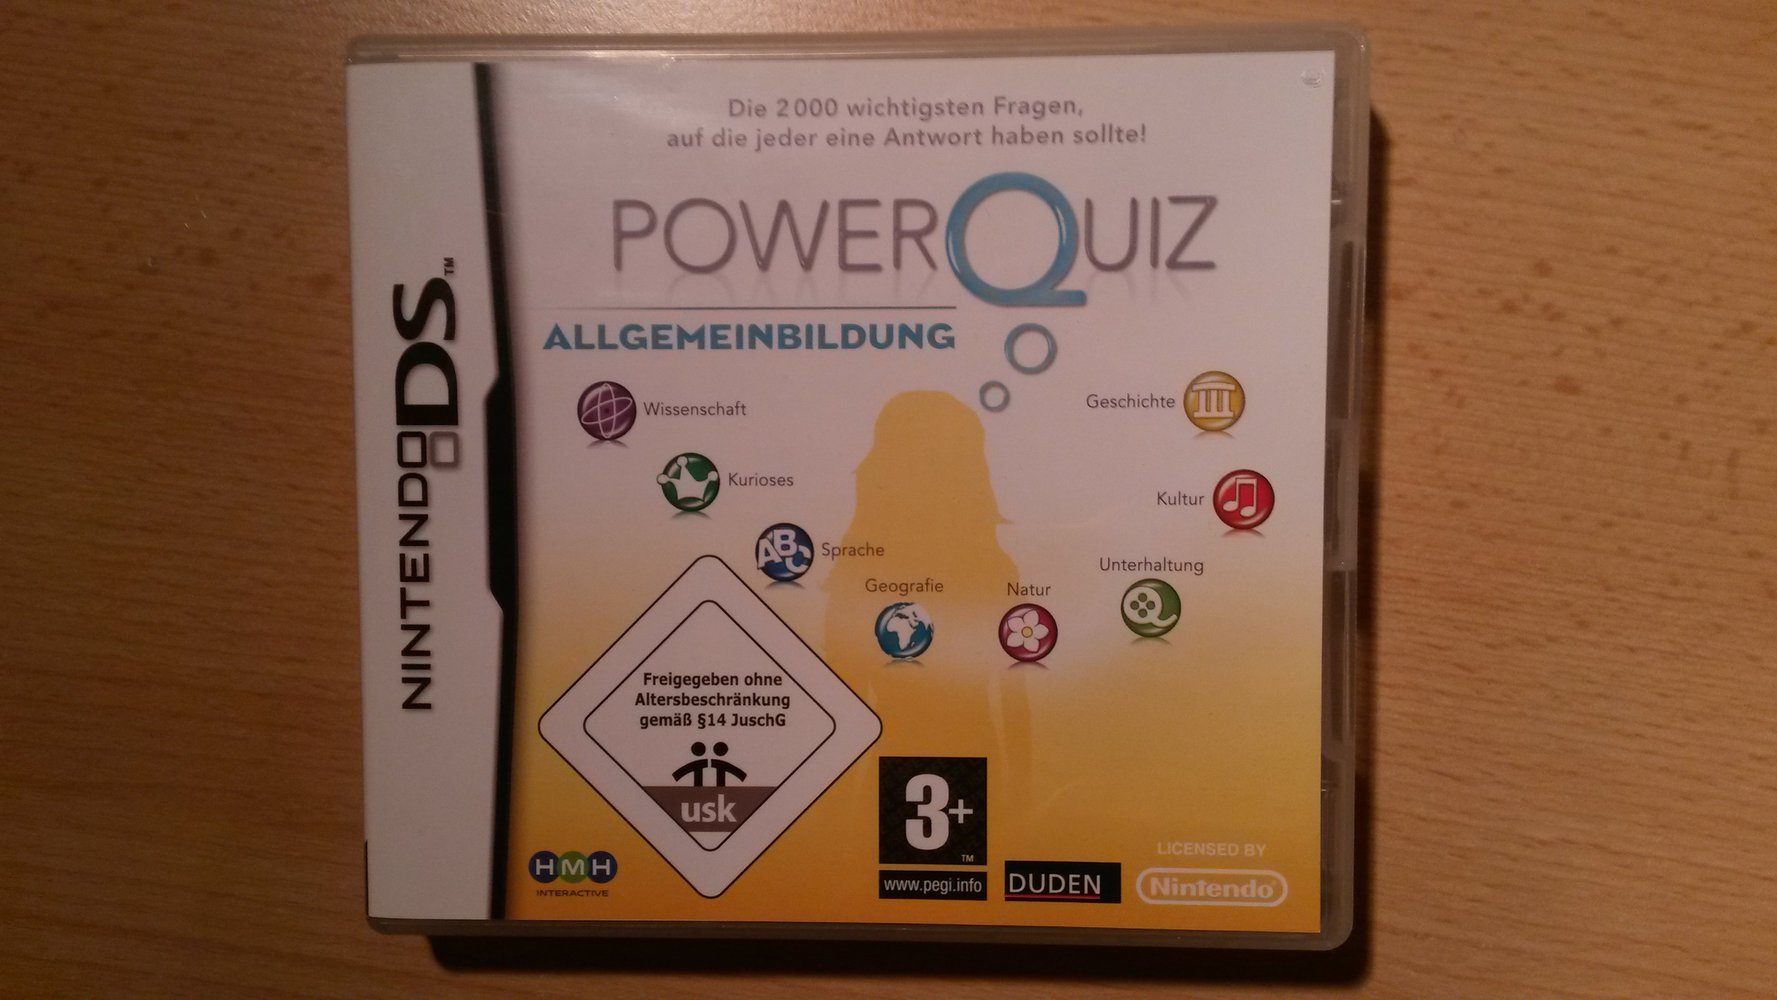 Die 2000 wichtigsten Fragen,
auf die jeder eine Antwort haben sollte!
POWERQUIZ
ALLGEMEINBILDUNG
NINTENDO DS™
Wissenschaft
Geschichte
Kurioses
Kultur
ABC
Sprache
Unterhaltung
Geografie
Natur
Freigegeben ohne
Altersbeschränkung
gemäß §14 JuschG
usk
3+
™
www.pegi.info
HMH
INTERACTIVE
DUDEN
LICENSED BY
Nintendo®